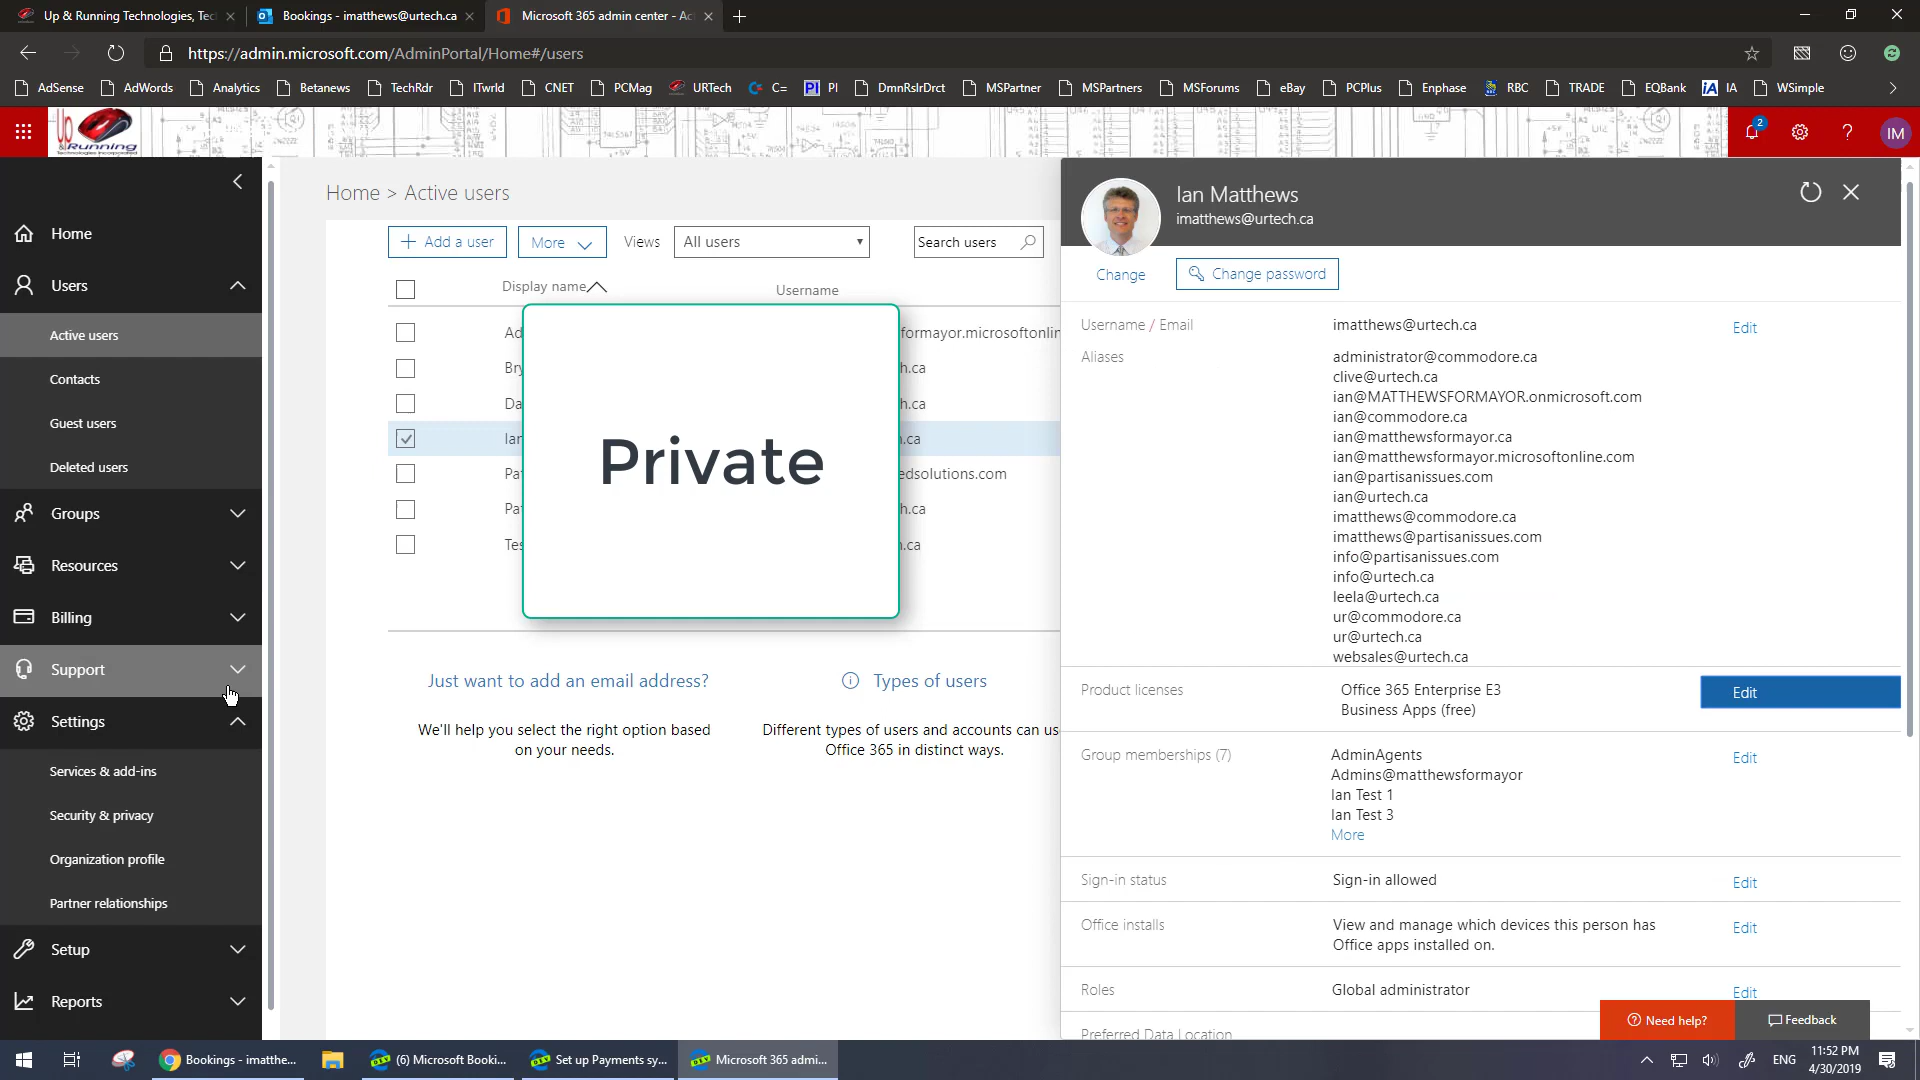 Up & Running Technologies, Tec
Bookings - imatthews@urtech.ca
Microsoft 365 admin center - Ac
https://admin.microsoft.com/AdminPortal/Home#/users
AdSense
AdWords
Analytics
Betanews
TechRdr
ITwrld
CNET
PCMag
URTech
C=
PI
DmnRslrDrct
MSPartner
MSPartners
MSForums
eBay
PCPlus
Enphase
RBC
TRADE
EQBank
IA
WSimple
Up
& Running
Technologies Incorporated
2
IM
Home
Users
Active users
Contacts
Guest users
Deleted users
Groups
Resources
Billing
Support
Settings
Services & add-ins
Security & privacy
Organization profile
Partner relationships
Setup
Reports
Home > Active users
Add a user
More
Views
All users
Search users
Display name
Username
Ad
formayor.microsoftonlin
Bry
h.ca
Da
h.ca
Ian
h.ca
Pat
edsolutions.com
Pat
h.ca
Tes
h.ca
Private
Just want to add an email address?
We'll help you select the right option based
on your needs.
Types of users
Different types of users and accounts can us
Office 365 in distinct ways.
Ian Matthews
imatthews@urtech.ca
Change
Change password
Username / Email
imatthews@urtech.ca
Edit
Aliases
administrator@commodore.ca
clive@urtech.ca
ian@MATTHEWSFORMAYOR.onmicrosoft.com
ian@commodore.ca
ian@matthewsformayor.ca
ian@matthewsformayor.microsoftonline.com
ian@partisanissues.com
ian@urtech.ca
imatthews@commodore.ca
imatthews@partisanissues.com
info@partisanissues.com
info@urtech.ca
leela@urtech.ca
ur@commodore.ca
ur@urtech.ca
websales@urtech.ca
Product licenses
Office 365 Enterprise E3
Business Apps (free)
Edit
Group memberships (7)
AdminAgents
Admins@matthewsformayor
Ian Test 1
Ian Test 3
More
Edit
Sign-in status
Sign-in allowed
Edit
Office installs
View and manage which devices this person has
Office apps installed on.
Edit
Roles
Global administrator
Edit
Preferred Data Location
Need help?
Feedback
Bookings - imatthe...
(6) Microsoft Booki...
Set up Payments sy...
Microsoft 365 admi...
ENG
11:52 PM
4/30/2019